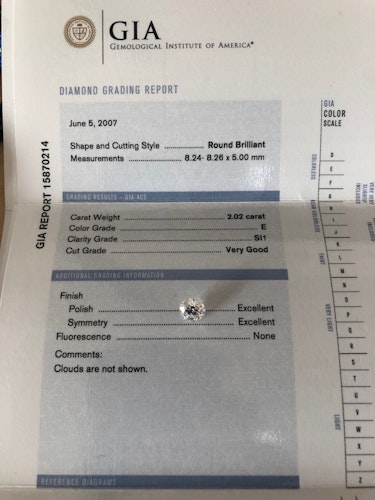 GIA
GEMOLOGICAL INSTITUTE OF AMERICA®
DIAMOND GRADING REPORT
GIA REPORT 15870214
June 5, 2007
Shape and Cutting Style ........ Round Brilliant
Measurements ........ 8.24 - 8.26 x 5.00 mm
GRADING RESULTS - GIA 4CS
Carat Weight ........ 2.02 carat
Color Grade ........ E
Clarity Grade ........ SI1
Cut Grade ........ Very Good
ADDITIONAL GRADING INFORMATION
Finish
Polish ........ Excellent
Symmetry ........ Excellent
Fluorescence ........ None
Comments:
Clouds are not shown.
REFERENCE DIAGRAMS
GIA
COLOR
SCALE
COLORLESS
D
E
F
G
H
I
J
K
L
M
FAINT
N
O
P
Q
R
VERY LIGHT
S
T
U
V
W
X
Y
Z
LIGHT